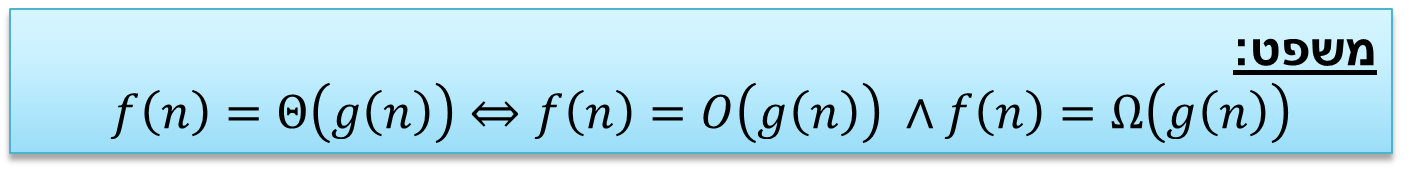 משפט:
f(n) = Θ(g(n)) ⇔ f(n) = O(g(n)) ∧ f(n) = Ω(g(n))